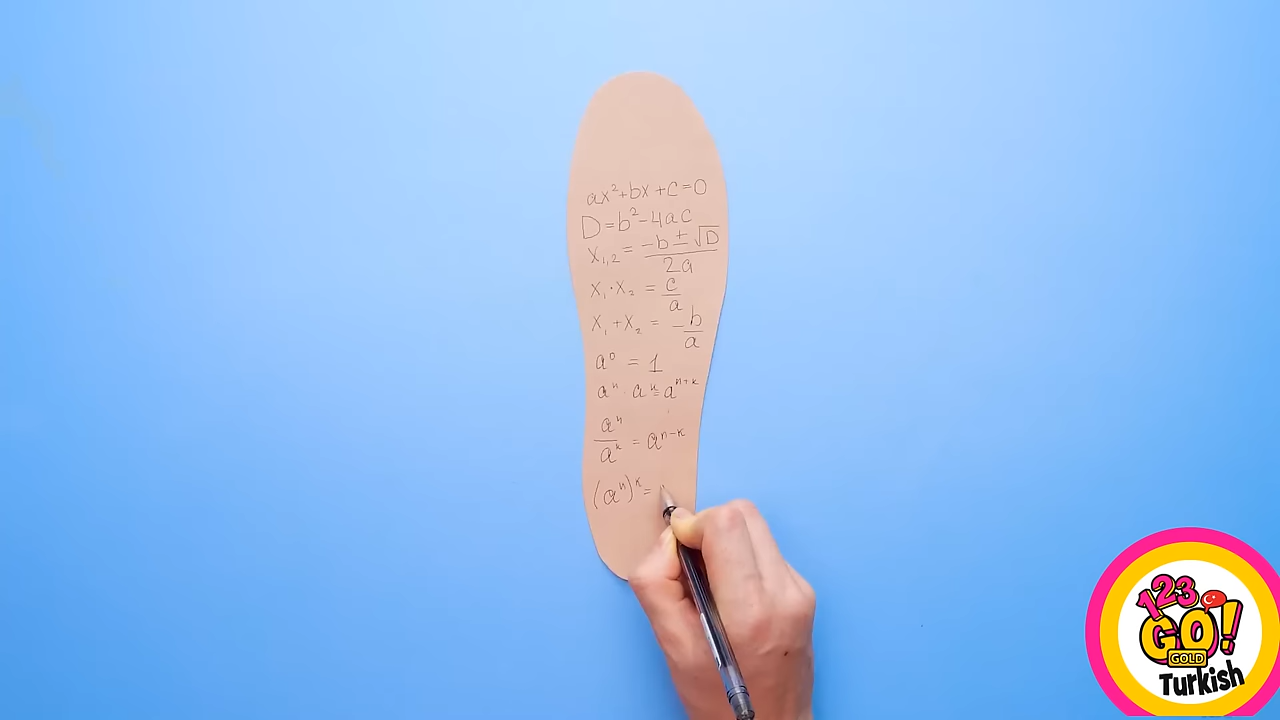 ax²+bx+c=0
D=b²-4ac
x₁,₂ = (-b±√D)/2a
x₁·x₂ = c/a
x₁+x₂ = -b/a
a⁰ = 1
aⁿ·aᵏ=aⁿ⁺ᵏ
aⁿ/aᵏ = aⁿ⁻ᵏ
(aⁿ)ᵏ=
123
GO!
GOLD
Turkish